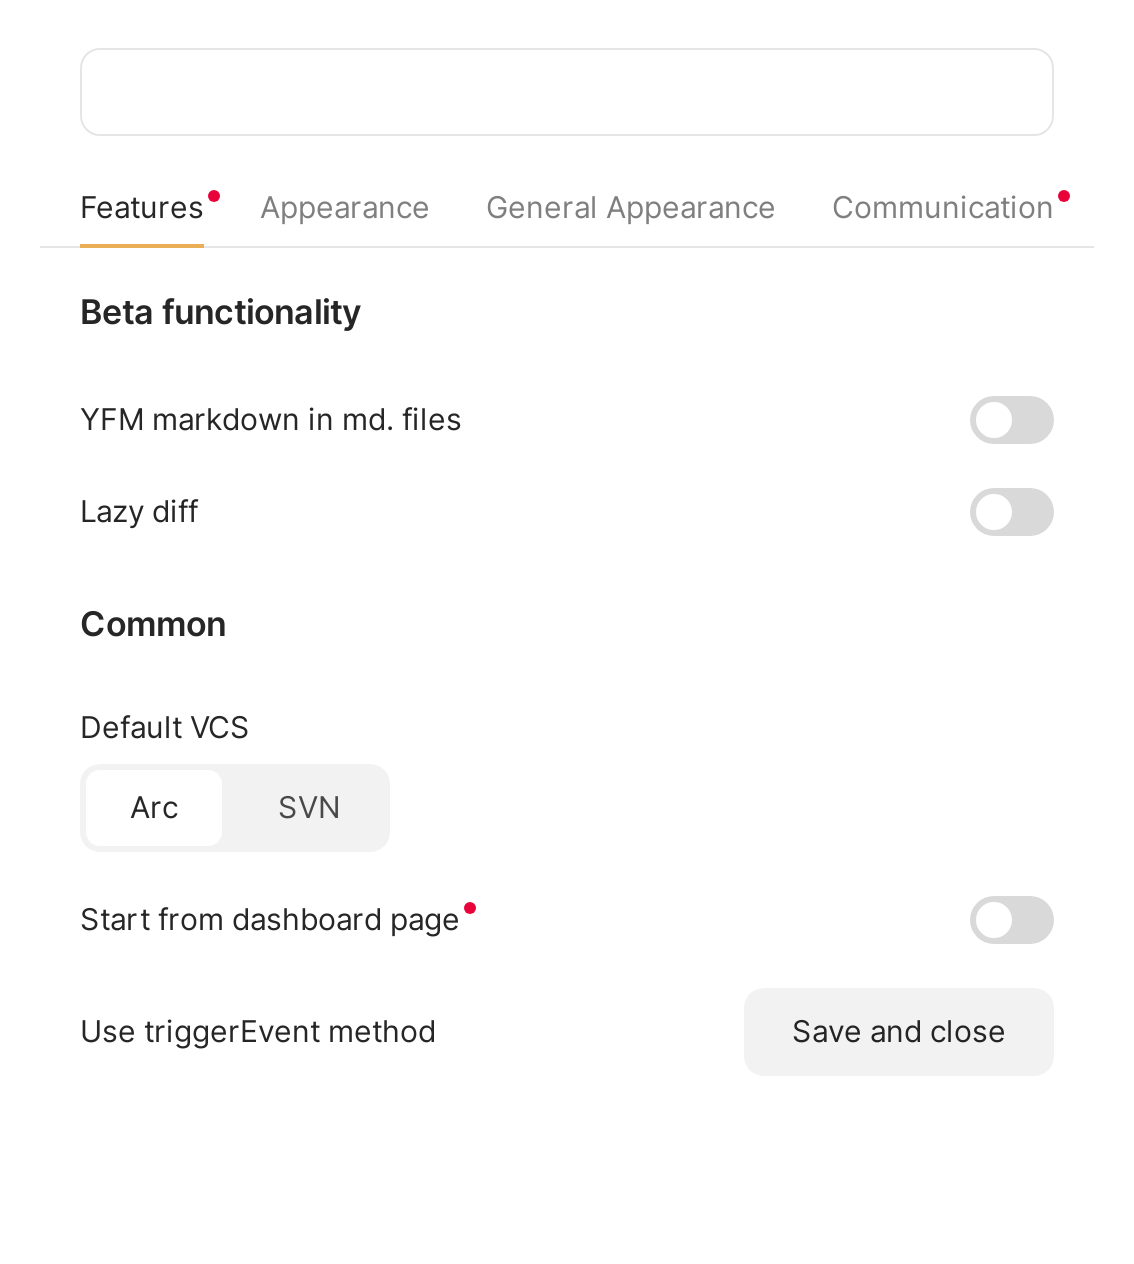 Features Appearance General Appearance Communication
Beta functionality
YFM markdown in md. files
Lazy diff
Common
Default VCS
Arc SVN
Start from dashboard page
Use triggerEvent method Save and close